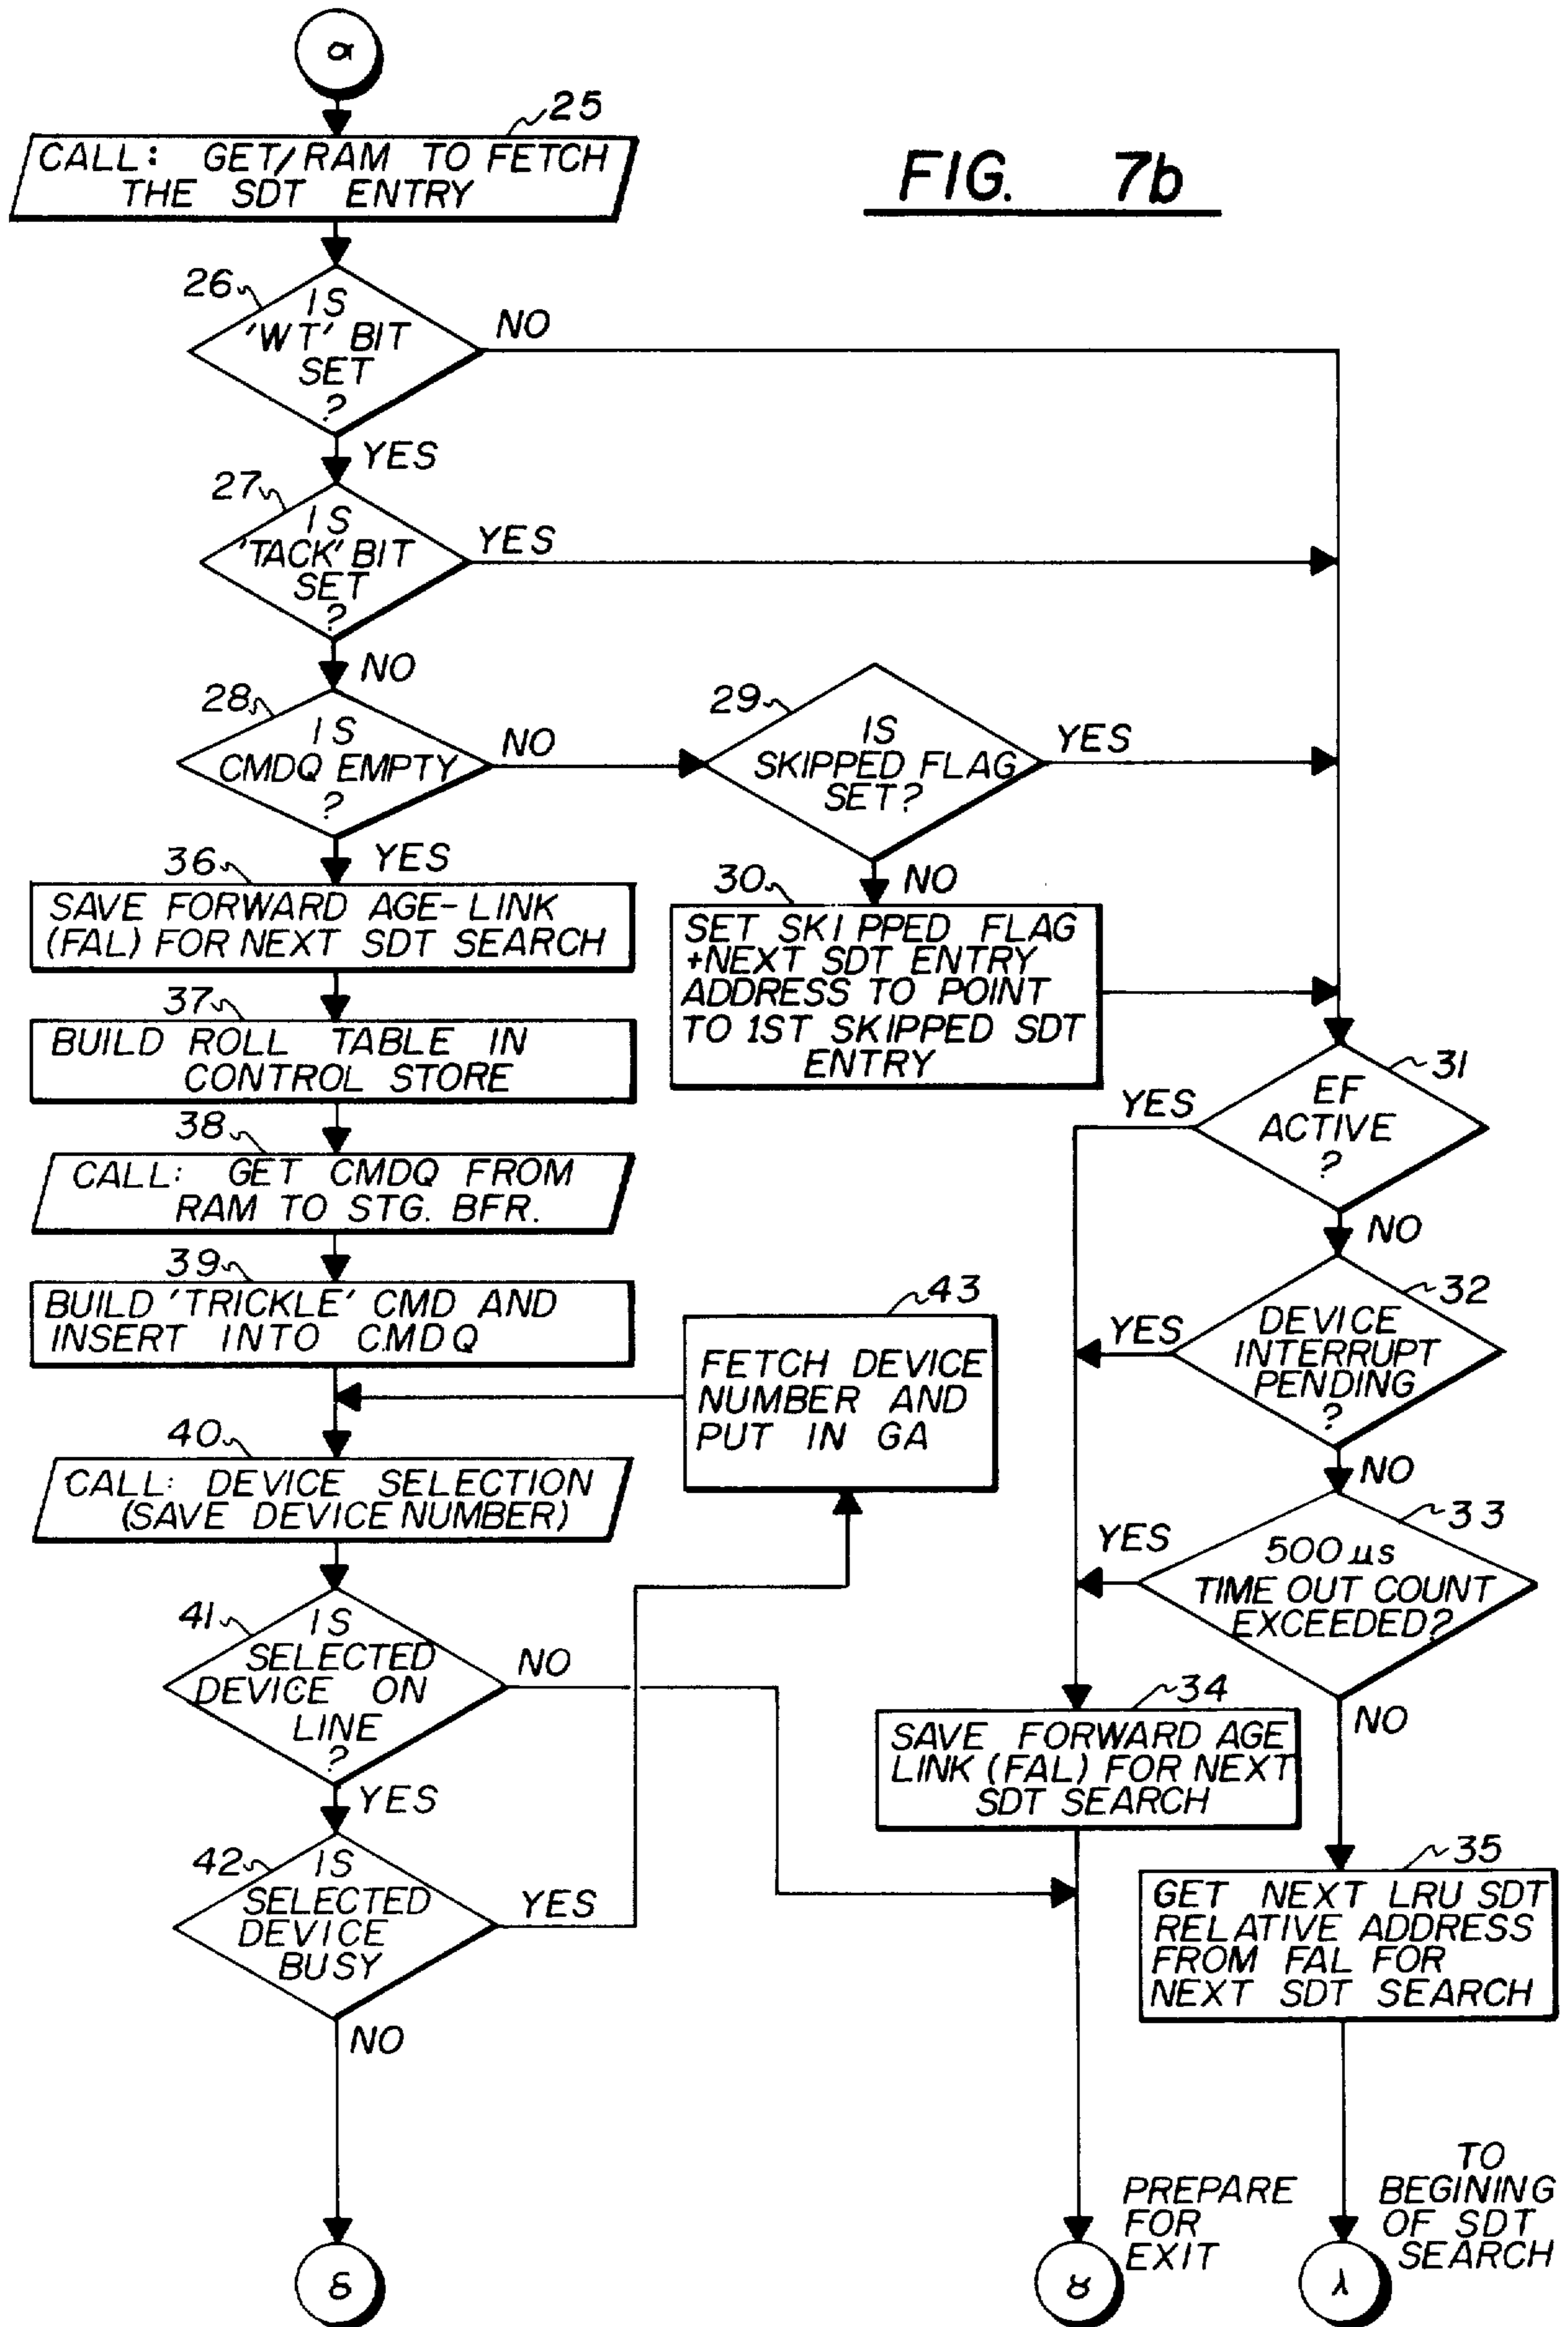 α
25
CALL: GET/RAM TO FETCH
THE SDT ENTRY
FIG. 7b
26
IS
'WT' BIT
SET
?
NO
YES
27
IS
'TACK' BIT
SET
?
YES
NO
28
IS
CMDQ EMPTY
?
NO
YES
29
IS
SKIPPED FLAG
SET?
YES
NO
30
SET SKIPPED FLAG
+NEXT SDT ENTRY
ADDRESS TO POINT
TO 1ST SKIPPED SDT
ENTRY
36
SAVE FORWARD AGE-LINK
(FAL) FOR NEXT SDT SEARCH
37
BUILD ROLL TABLE IN
CONTROL STORE
38
CALL: GET CMDQ FROM
RAM TO STG. BFR.
39
BUILD 'TRICKLE' CMD AND
INSERT INTO CMDQ
43
FETCH DEVICE
NUMBER AND
PUT IN GA
40
CALL: DEVICE SELECTION
(SAVE DEVICE NUMBER)
41
IS
SELECTED
DEVICE ON
LINE
?
NO
YES
42
IS
SELECTED
DEVICE
BUSY
YES
NO
δ
31
EF
ACTIVE
?
YES
NO
32
DEVICE
INTERRUPT
PENDING
?
YES
NO
33
500 µs
TIME OUT COUNT
EXCEEDED?
YES
NO
34
SAVE FORWARD AGE
LINK (FAL) FOR NEXT
SDT SEARCH
35
GET NEXT LRU SDT
RELATIVE ADDRESS
FROM FAL FOR
NEXT SDT SEARCH
PREPARE
FOR
EXIT
TO
BEGINING
OF SDT
SEARCH
λ